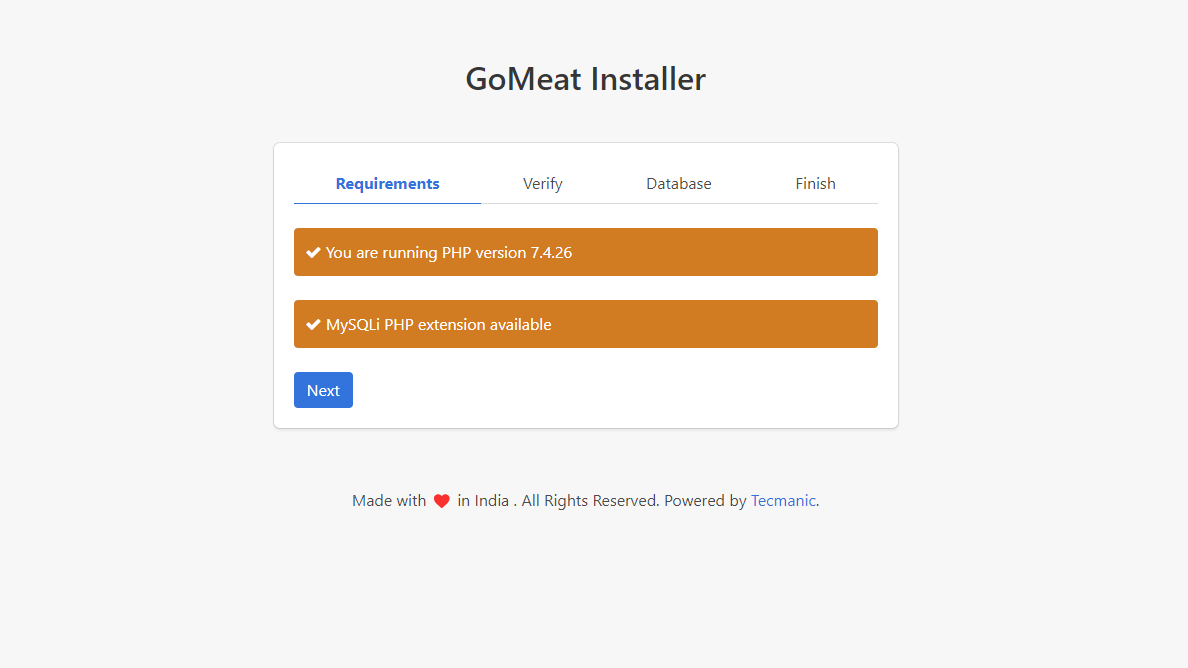 GoMeat Installer
Requirements Verify Database Finish
You are running PHP version 7.4.26
MySQLi PHP extension available
Next
Made with in India . All Rights Reserved. Powered by Tecmanic.